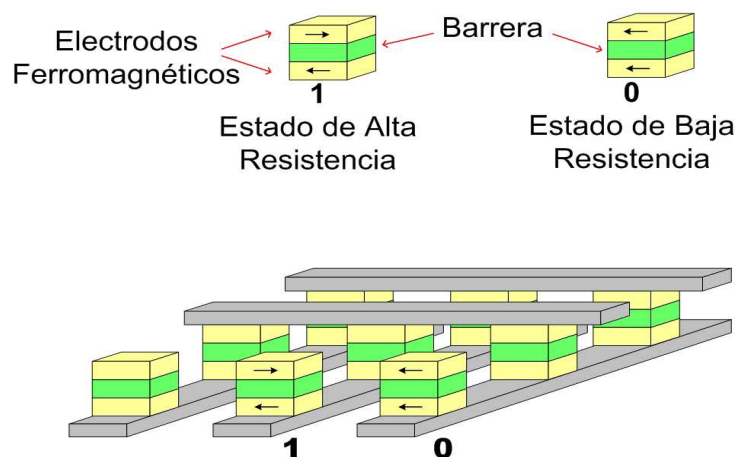 Electrodos
Ferromagnéticos
Barrera
1
0
Estado de Alta
Resistencia
Estado de Baja
Resistencia
1
0